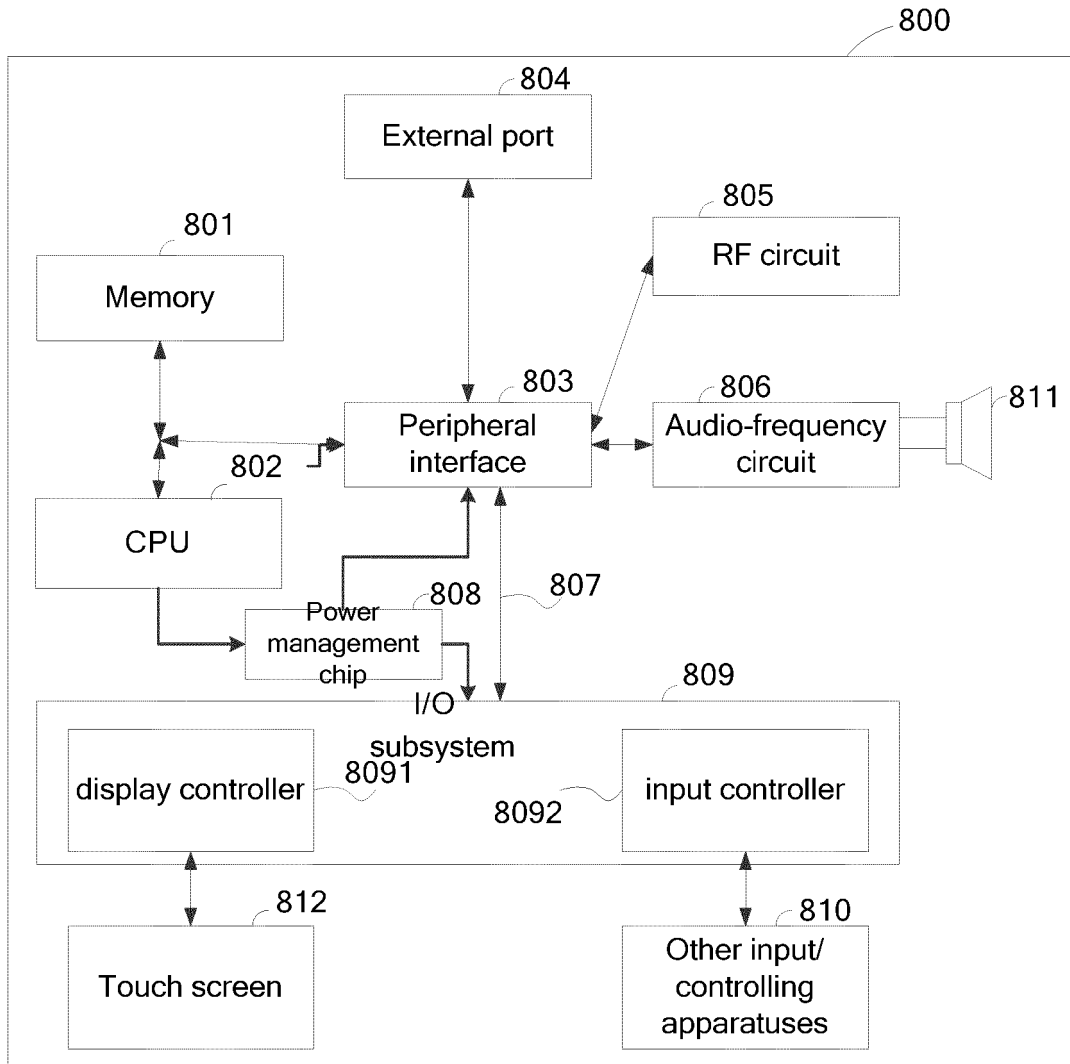 800
804
External port
805
RF circuit
801
Memory
803
Peripheral
interface
806
Audio-frequency
circuit
811
802
CPU
808
Power
management
chip
807
809
I/O
subsystem
display controller
8091
8092
input controller
812
Touch screen
810
Other input/
controlling
apparatuses